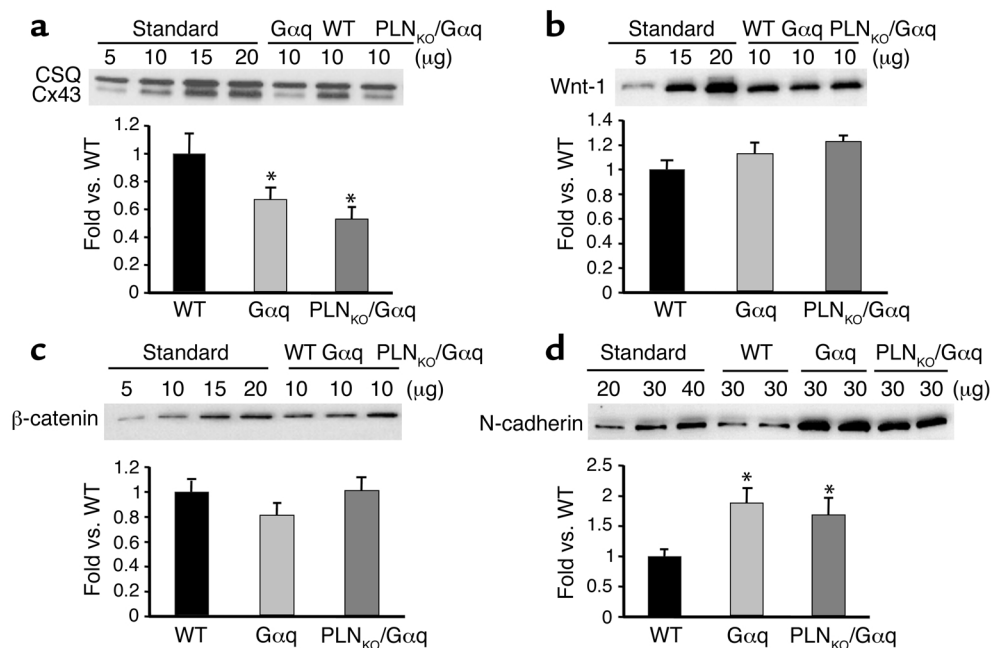 a
Standard Gαq WT PLNKO/Gαq
5 10 15 20 10 10 10 (µg)
CSQ
Cx43
Fold vs. WT
1.2
1
0.8
0.6
0.4
0.2
0
*
*
WT Gαq PLNKO/Gαq
b
Standard WT Gαq PLNKO/Gαq
5 15 20 10 10 10 (µg)
Wnt-1
Fold vs. WT
1.4
1.2
1
0.8
0.6
0.4
0.2
0
WT Gαq PLNKO/Gαq
c
Standard WT Gαq PLNKO/Gαq
5 10 15 20 10 10 10 (µg)
β-catenin
Fold vs. WT
1.2
1
0.8
0.6
0.4
0.2
0
WT Gαq PLNKO/Gαq
d
Standard WT Gαq PLNKO/Gαq
20 30 40 30 30 30 30 30 30 (µg)
N-cadherin
Fold vs. WT
2.5
2
1.5
1
0.5
0
*
*
WT Gαq PLNKO/Gαq